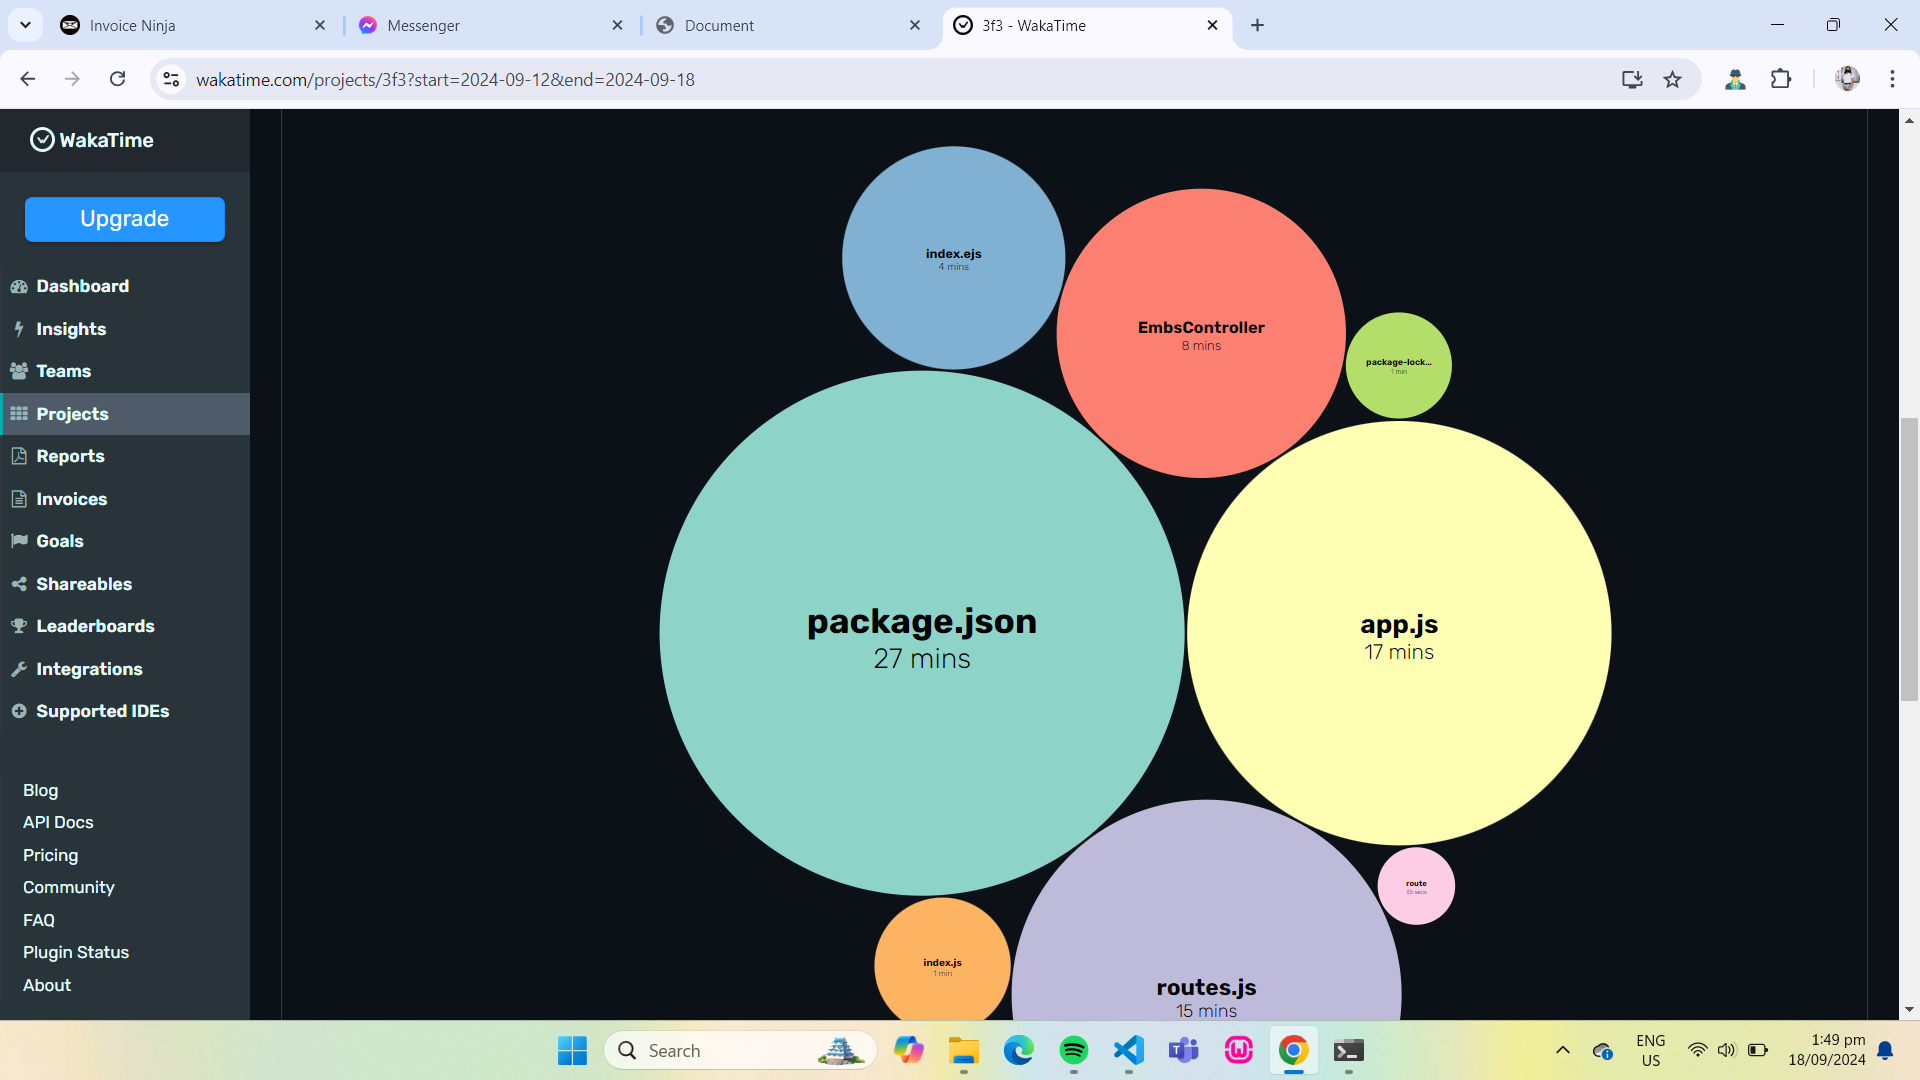 Invoice Ninja
Messenger
Document
3f3 - WakaTime
wakatime.com/projects/3f3?start=2024-09-12&end=2024-09-18
WakaTime
Upgrade
Dashboard
Insights
Teams
Projects
Reports
Invoices
Goals
Shareables
Leaderboards
Integrations
Supported IDEs
Blog
API Docs
Pricing
Community
FAQ
Plugin Status
About
index.ejs
4 mins
EmbsController
8 mins
package-lock...
1 min
package.json
27 mins
app.js
17 mins
route
35 secs
index.js
1 min
routes.js
15 mins
Search
ENG
US
1:49 pm
18/09/2024